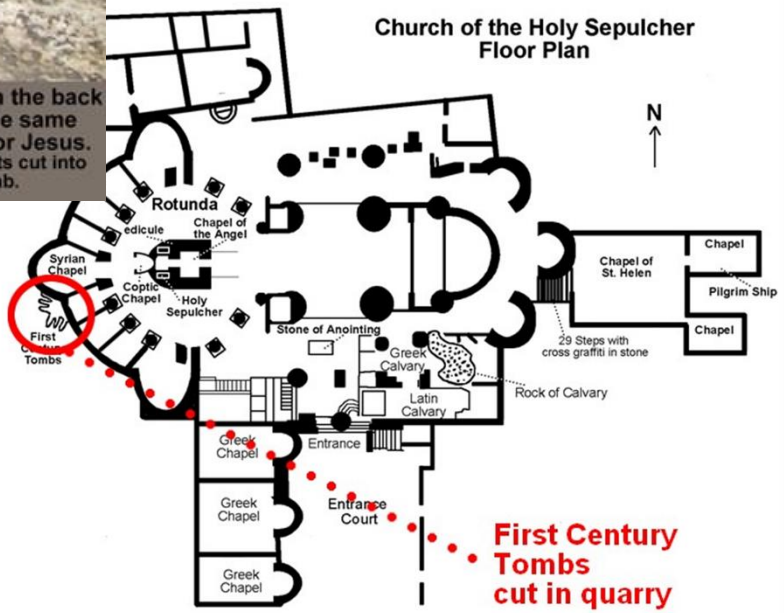 Church of the Holy Sepulcher
Floor Plan
the back
same
Jesus.
cut into
N
Rotunda
Chapel of
the Angel
edicule
Syrian
Chapel
Coptic
Chapel
Holy
Sepulcher
First
Century
Tombs
Stone of Anointing
Greek
Calvary
Latin
Calvary
Rock of Calvary
Chapel of
St. Helen
Chapel
Pilgrim Ship
Chapel
29 Steps with
cross graffiti in stone
Entrance
Greek
Chapel
Greek
Chapel
Greek
Chapel
Entrance
Court
First Century
Tombs
cut in quarry